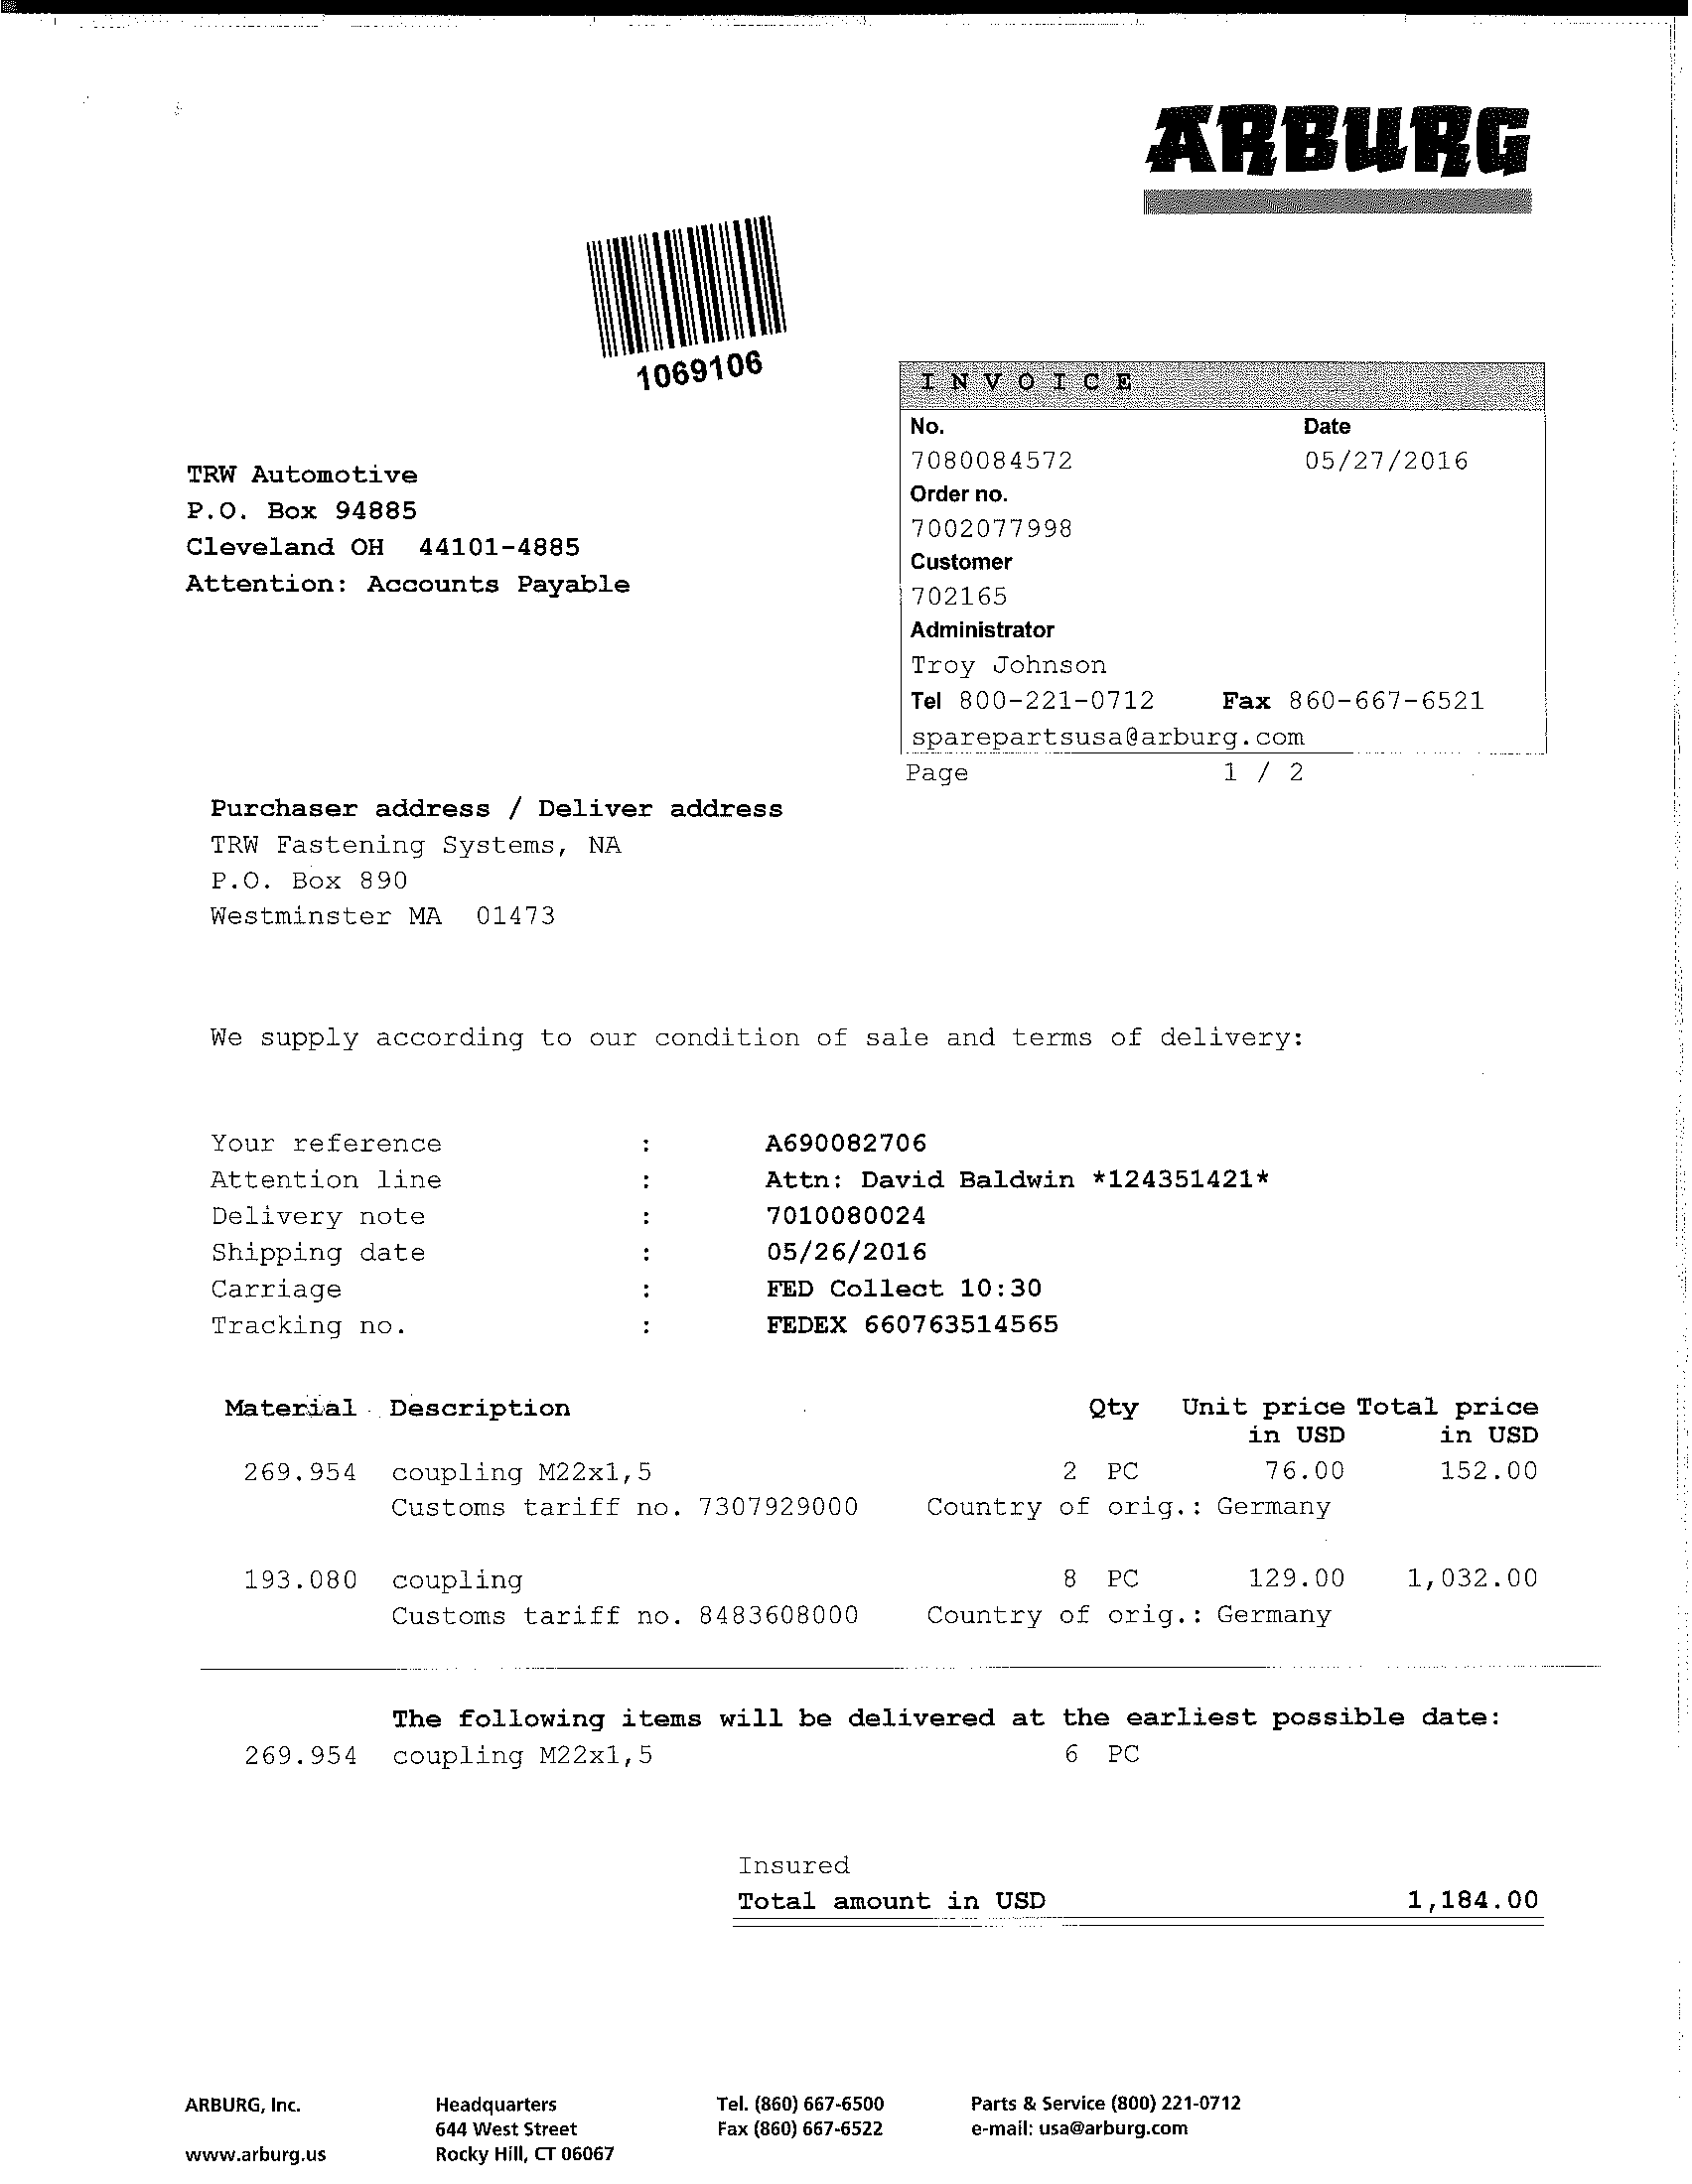 ARBURG
1069106
INVOICE
No. Date
7080084572 05/27/2016
Order no.
7002077998
Customer
702165
Administrator
Troy Johnson
Tel 800-221-0712 Fax 860-667-6521
sparepartsusa@arburg.com
Page 1 / 2
TRW Automotive
P.O. Box 94885
Cleveland OH 44101-4885
Attention: Accounts Payable
Purchaser address / Deliver address
TRW Fastening Systems, NA
P.O. Box 890
Westminster MA 01473
We supply according to our condition of sale and terms of delivery:
Your reference : A690082706
Attention line : Attn: David Baldwin *124351421*
Delivery note : 7010080024
Shipping date : 05/26/2016
Carriage : FED Collect 10:30
Tracking no. : FEDEX 660763514565
Material Description Qty Unit price Total price
in USD in USD
269.954 coupling M22x1,5 2 PC 76.00 152.00
Customs tariff no. 7307929000 Country of orig.: Germany
193.080 coupling 8 PC 129.00 1,032.00
Customs tariff no. 8483608000 Country of orig.: Germany
The following items will be delivered at the earliest possible date:
269.954 coupling M22x1,5 6 PC
Insured
Total amount in USD 1,184.00
ARBURG, Inc. Headquarters Tel. (860) 667-6500 Parts & Service (800) 221-0712
644 West Street Fax (860) 667-6522 e-mail: usa@arburg.com
www.arburg.us Rocky Hill, CT 06067